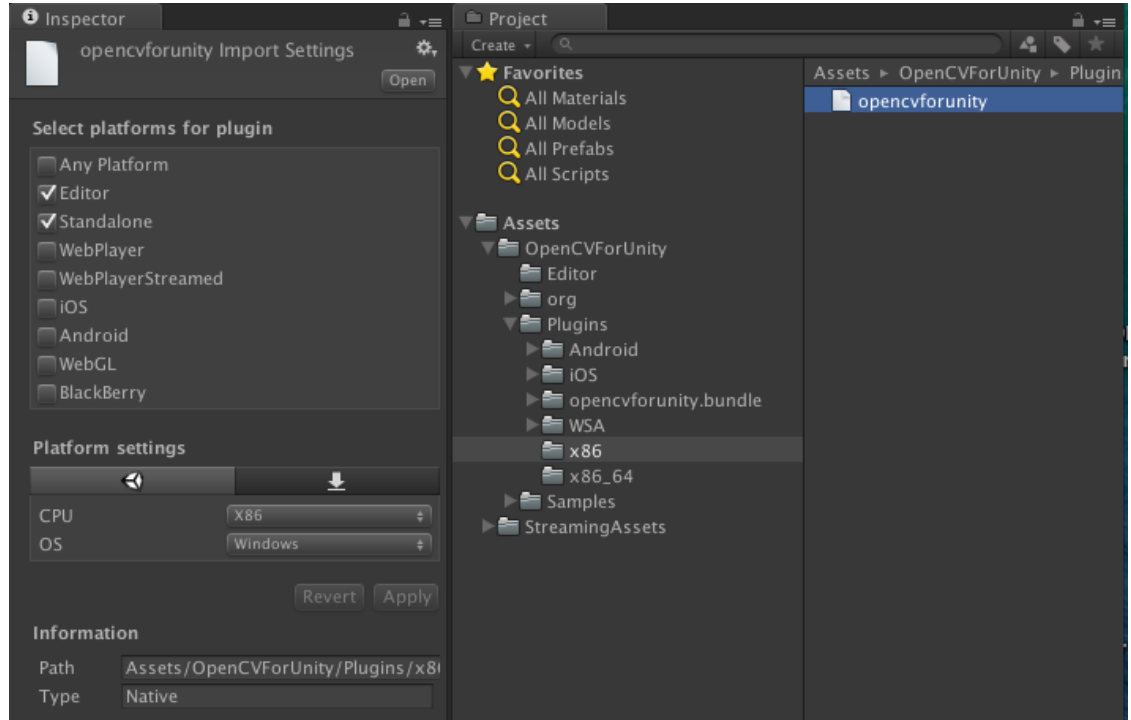 Inspector
opencvforunity Import Settings
Open
Select platforms for plugin
Any Platform
Editor
Standalone
WebPlayer
WebPlayerStreamed
iOS
Android
WebGL
BlackBerry
Platform settings
CPU X86
OS Windows
Revert Apply
Information
Path Assets/OpenCVForUnity/Plugins/x8
Type Native
Project
Create
Favorites
All Materials
All Models
All Prefabs
All Scripts
Assets
OpenCVForUnity
Editor
org
Plugins
Android
iOS
opencvforunity.bundle
WSA
x86
x86_64
Samples
StreamingAssets
Assets ▸ OpenCVForUnity ▸ Plugin
opencvforunity